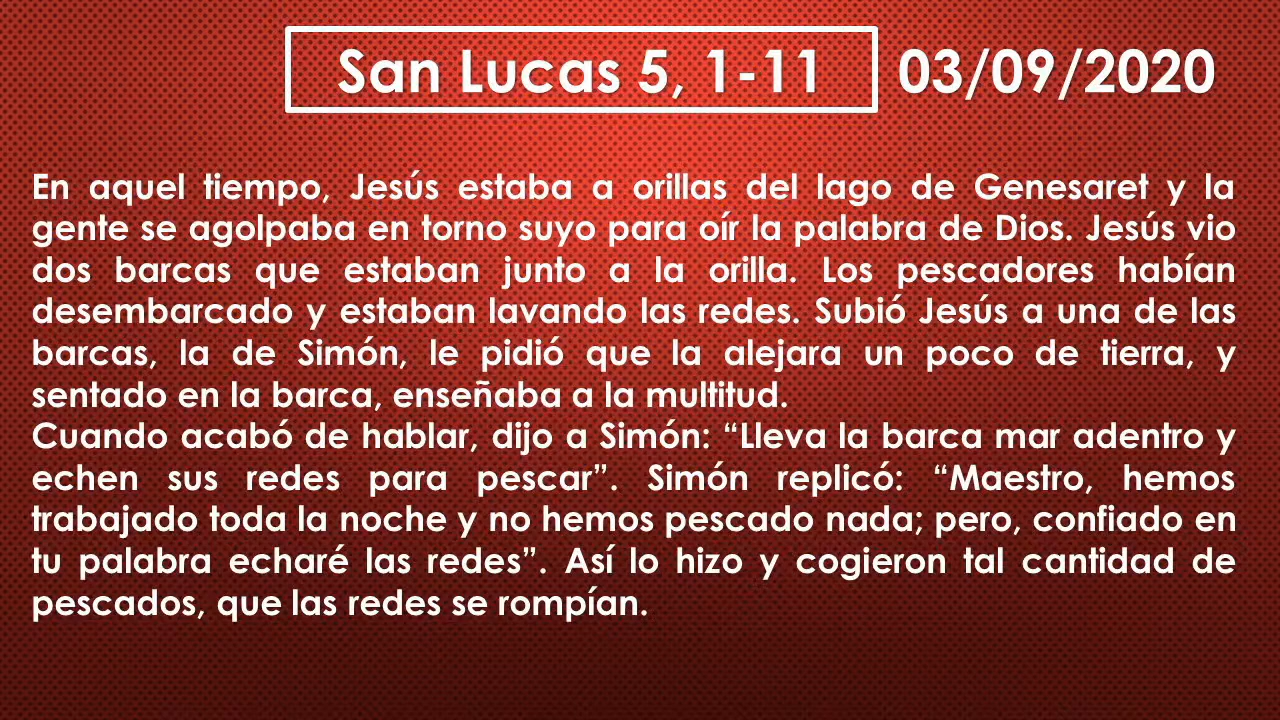 San Lucas 5, 1-11 03/09/2020
En aquel tiempo, Jesús estaba a orillas del lago de Genesaret y la
gente se agolpaba en torno suyo para oír la palabra de Dios. Jesús vio
dos barcas que estaban junto a la orilla. Los pescadores habían
desembarcado y estaban lavando las redes. Subió Jesús a una de las
barcas, la de Simón, le pidió que la alejara un poco de tierra, y
sentado en la barca, enseñaba a la multitud.
Cuando acabó de hablar, dijo a Simón: “Lleva la barca mar adentro y
echen sus redes para pescar”. Simón replicó: “Maestro, hemos
trabajado toda la noche y no hemos pescado nada; pero, confiado en
tu palabra echaré las redes”. Así lo hizo y cogieron tal cantidad de
pescados, que las redes se rompían.